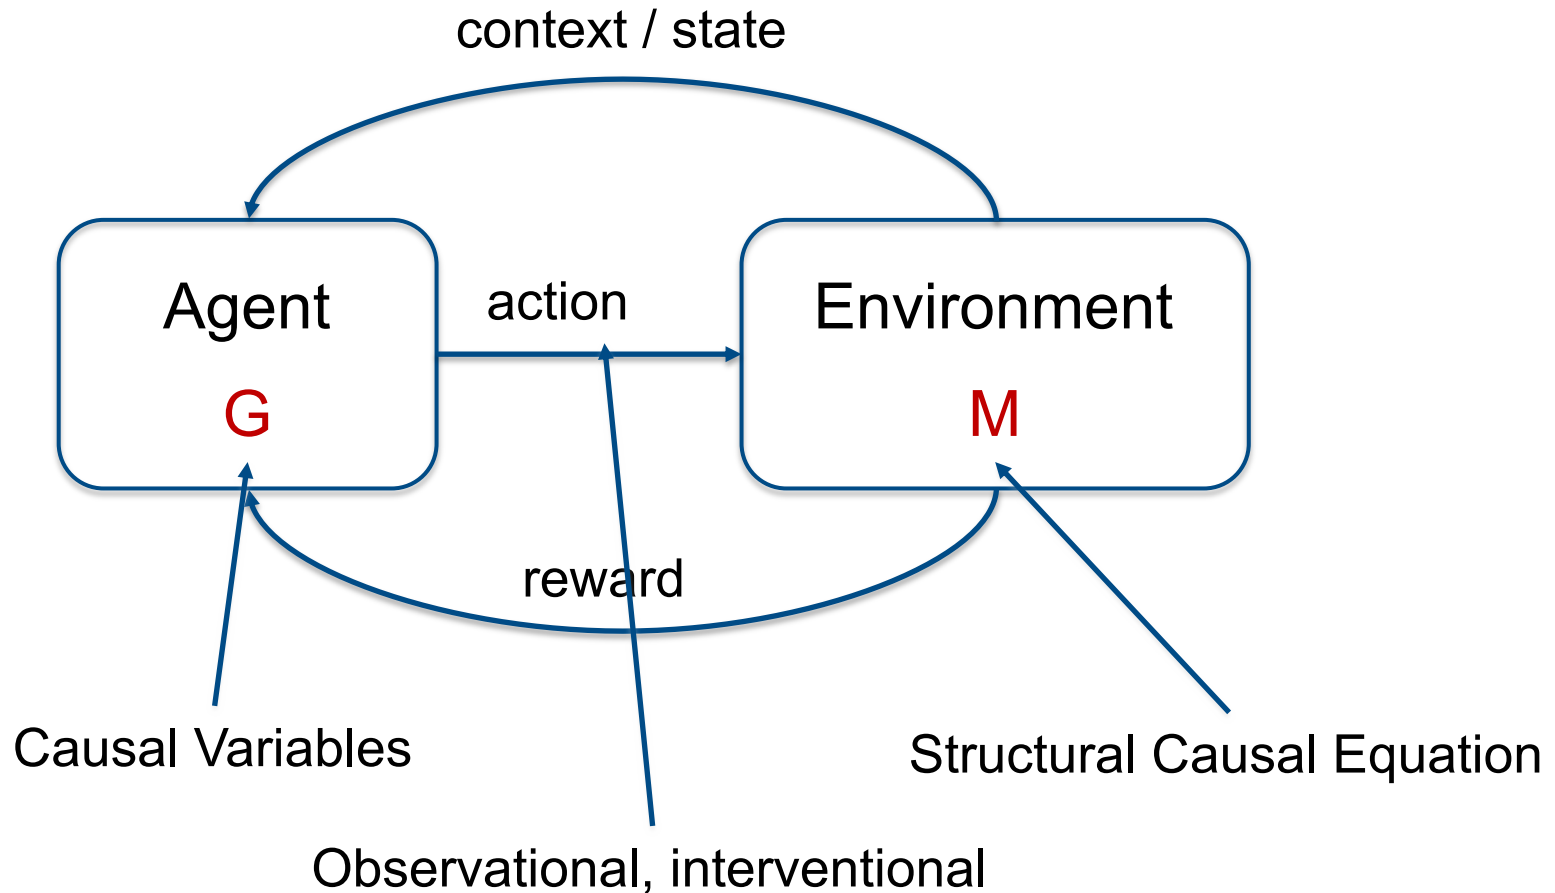 context / state
Agent
action
Environment
G
M
reward
Causal Variables
Structural Causal Equation
Observational, interventional